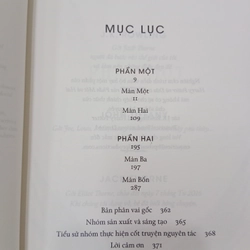 MỤC LỤC
PHẦN MỘT
9
Màn Một
11
Màn Hai
109
PHẦN HAI
195
Màn Ba
197
Màn Bốn
287
Bản phân vai gốc 362
Nhóm sản xuất và sáng tạo 365
Tiểu sử nhóm thực hiện cốt truyện nguyên tác 368
Lời cảm ơn 371